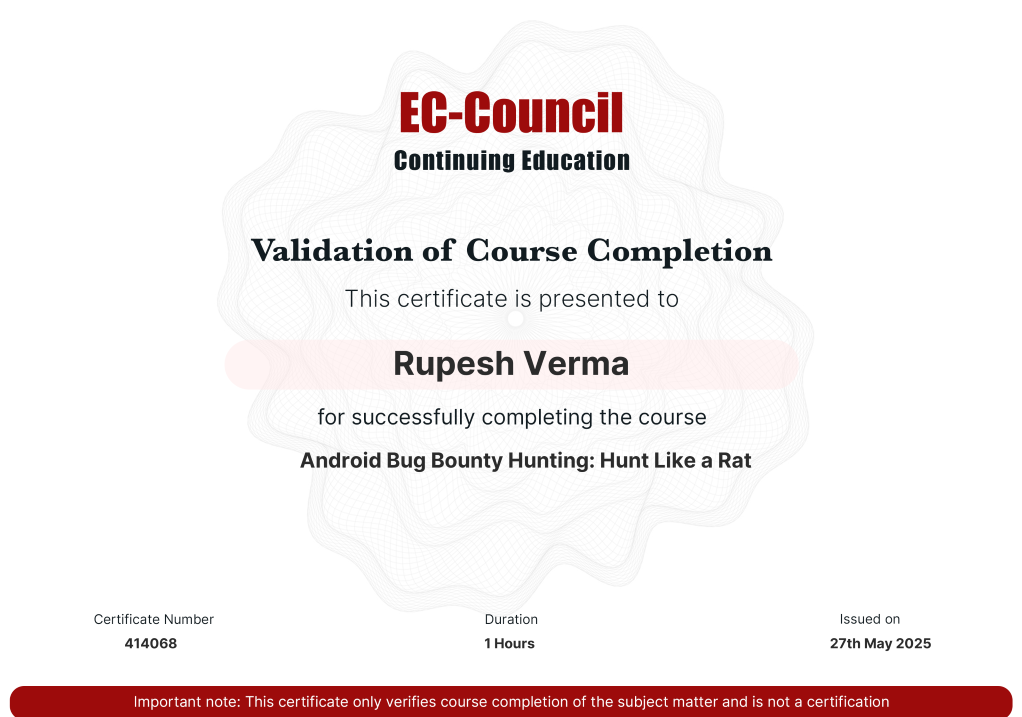 EC-Council
Continuing Education
Validation of Course Completion
This certificate is presented to
Rupesh Verma
for successfully completing the course
Android Bug Bounty Hunting: Hunt Like a Rat
Certificate Number
414068
Duration
1 Hours
Issued on
27th May 2025
Important note: This certificate only verifies course completion of the subject matter and is not a certification